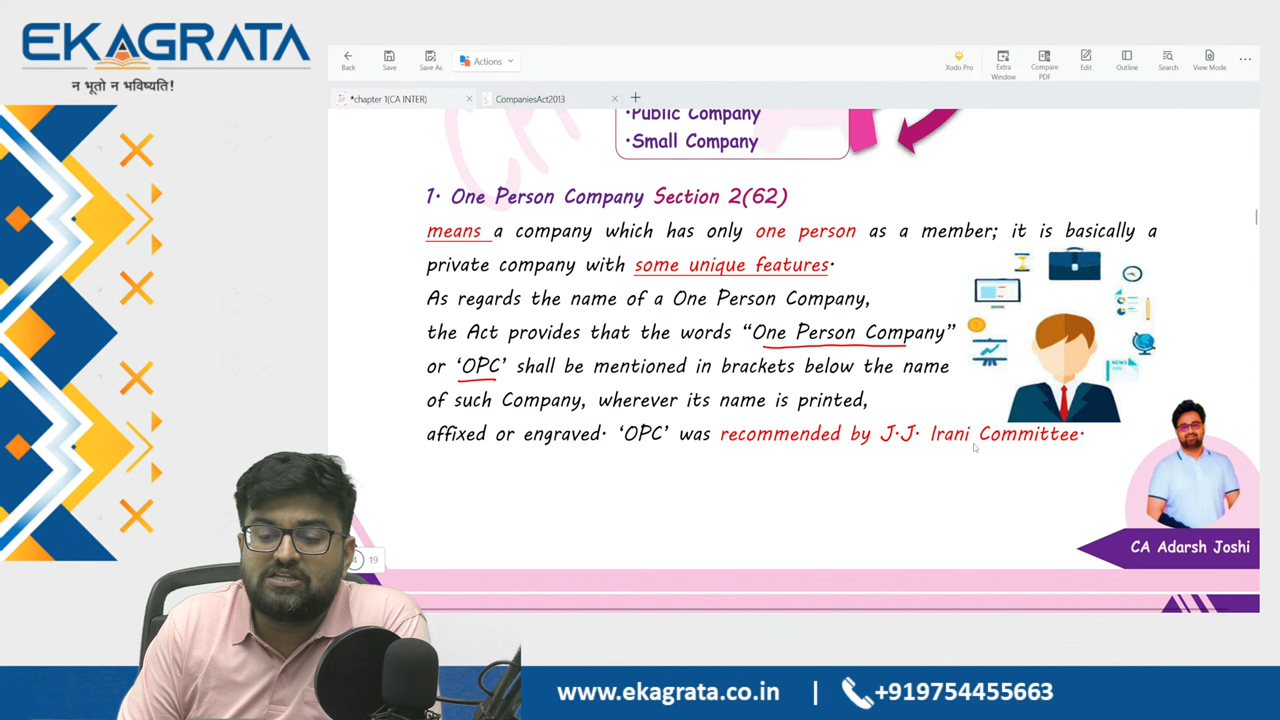 EKAGRATA
न भूतो न भविष्यति!
Back
Save
Save As
Actions
Xodo Pro
Extra Window
Compare PDF
Edit
Outline
Search
View Mode
*chapter 1(CA INTER)
CompaniesAct2013
•Public Company
•Small Company
1. One Person Company Section 2(62)
means a company which has only one person as a member; it is basically a
private company with some unique features.
As regards the name of a One Person Company,
the Act provides that the words “One Person Company”
or ‘OPC’ shall be mentioned in brackets below the name
of such Company, wherever its name is printed,
affixed or engraved. ‘OPC’ was recommended by J.J. Irani Committee.
NEWS
CA Adarsh Joshi
4 19
www.ekagrata.co.in | +919754455663